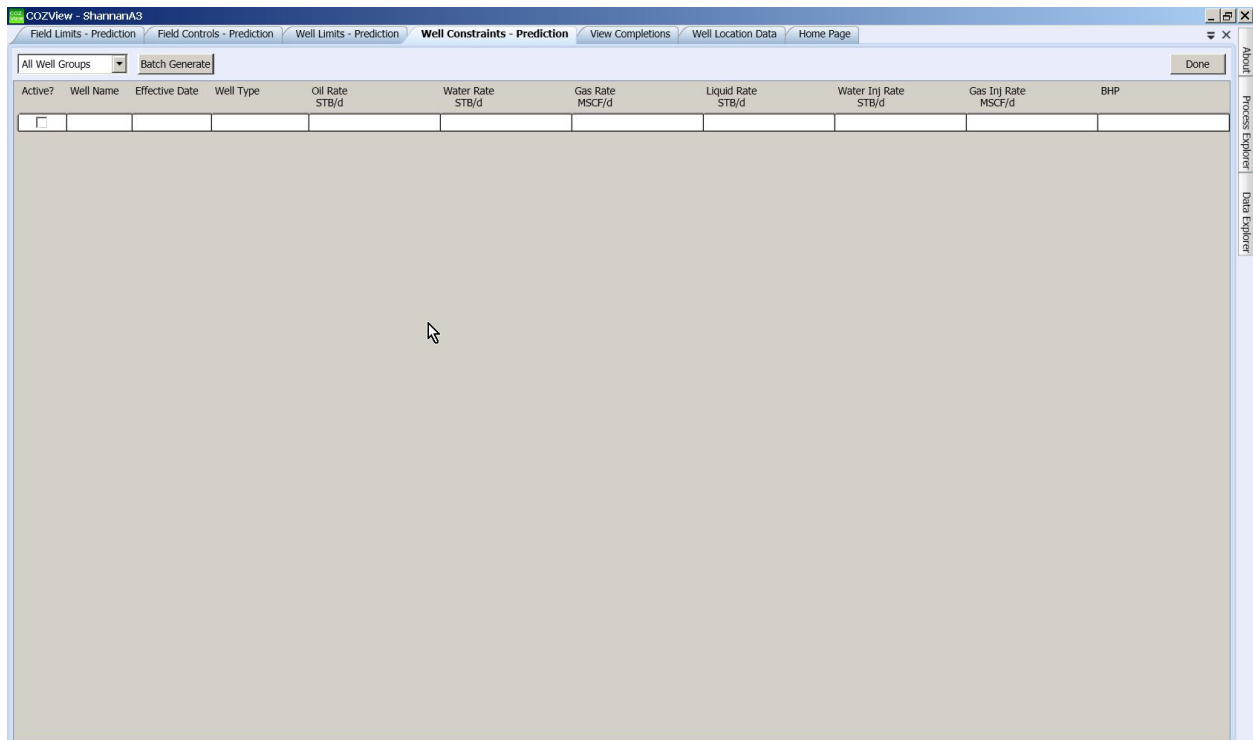 COZView - ShannanA3
Field Limits - Prediction Field Controls - Prediction Well Limits - Prediction Well Constraints - Prediction View Completions Well Location Data Home Page
All Well Groups Batch Generate Done
Active? Well Name Effective Date Well Type Oil Rate Water Rate Gas Rate Liquid Rate Water Inj Rate Gas Inj Rate BHP
STB/d STB/d MSCF/d STB/d STB/d MSCF/d
About
Process Explorer
Data Explorer